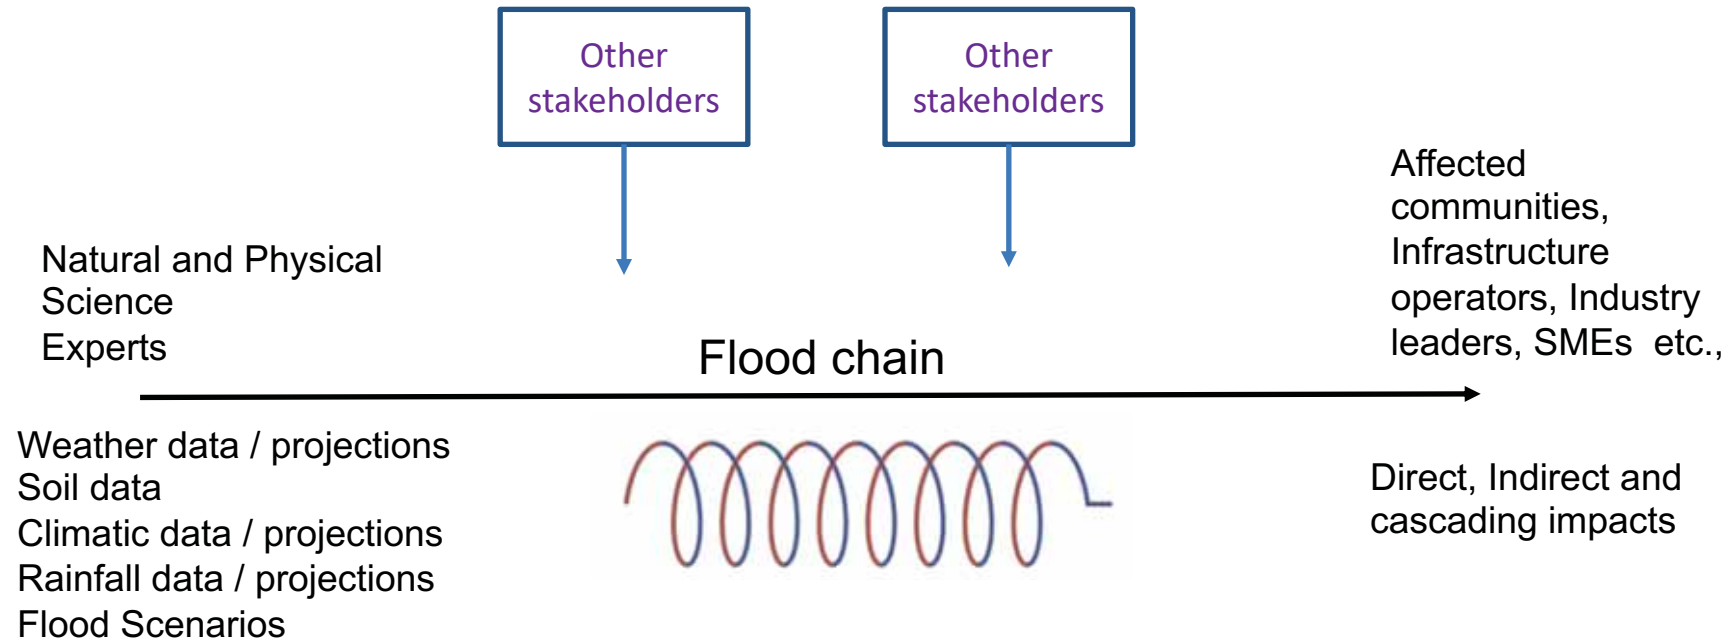 Other
stakeholders
Other
stakeholders
Natural and Physical
Science
Experts
Flood chain
Affected
communities,
Infrastructure
operators, Industry
leaders, SMEs etc.,
Weather data / projections
Soil data
Climatic data / projections
Rainfall data / projections
Flood Scenarios
Direct, Indirect and
cascading impacts